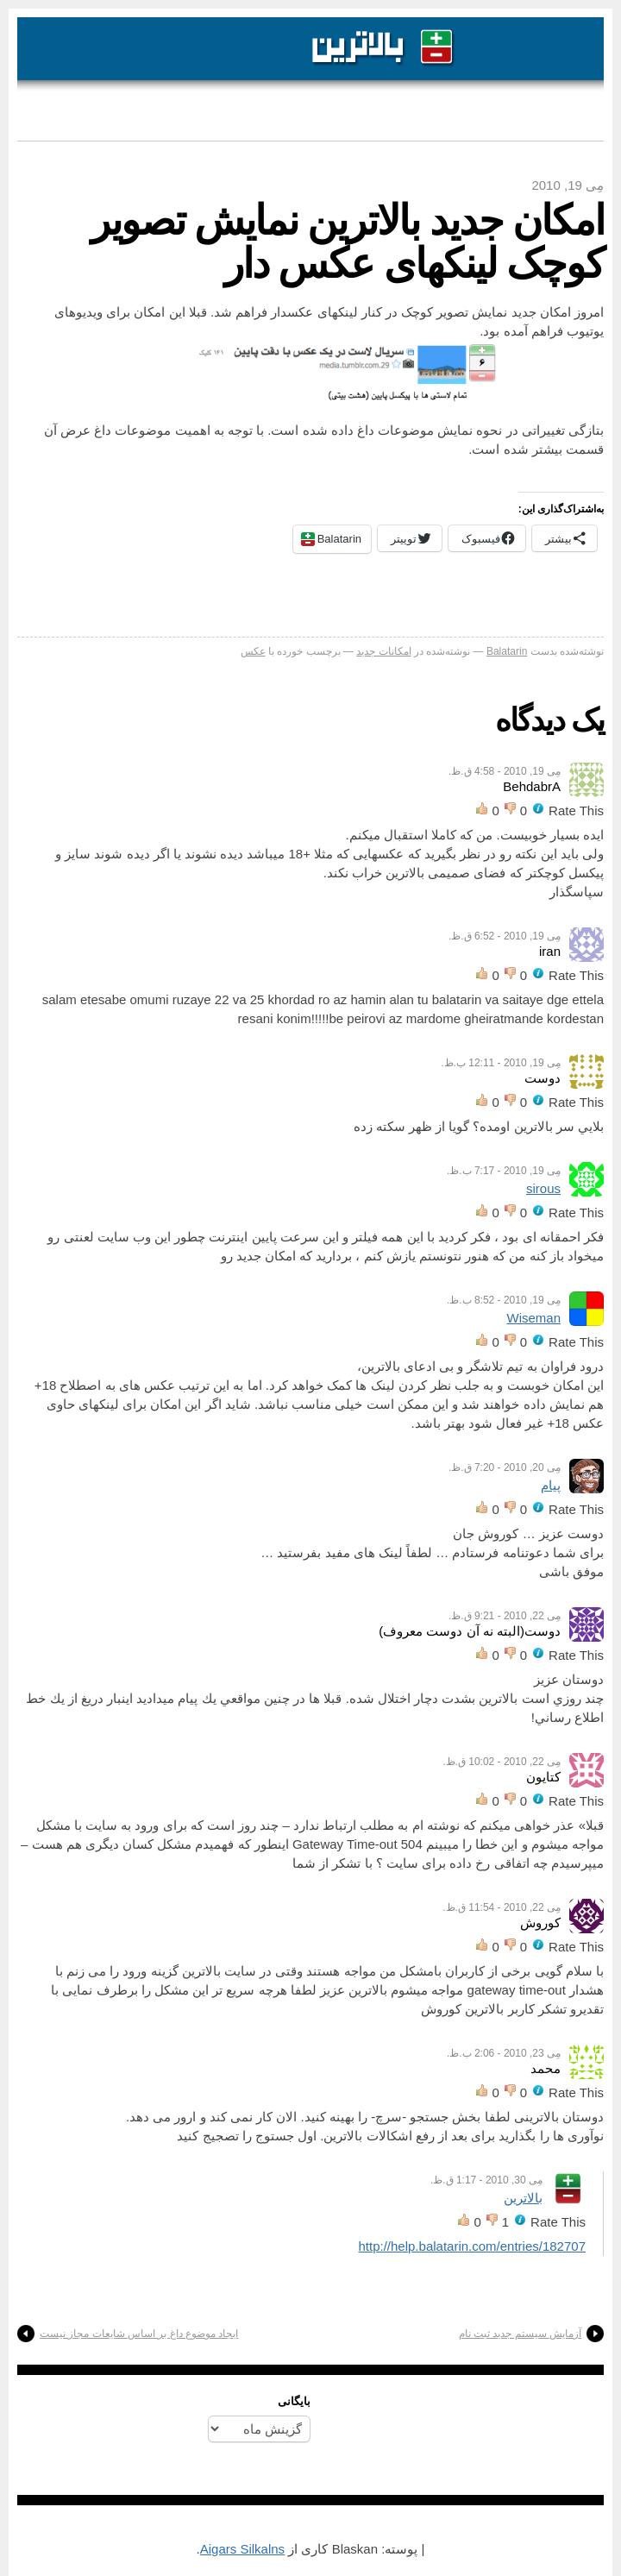 بالاترین
می 19, 2010
امکان جدید بالاترین نمایش تصویر
کوچک لینکهای عکس دار
امروز امکان جدید نمایش تصویر کوچک در کنار لینکهای عکسدار فراهم شد. قبلا این امکان برای ویدیوهای
یوتیوب فراهم آمده بود.
۶
سریال لاست در یک عکس با دقت پایین
۱۶۱ کلیک
media.tumblr.com.29
تمام لاستی ها با پیکسل پایین (هشت بیتی)
بتازگی تغییراتی در نحوه نمایش موضوعات داغ داده شده است. با توجه به اهمیت موضوعات داغ عرض آن
قسمت بیشتر شده است.
به‌اشتراک‌گذاری این:
بیشتر
فیسبوک
توییتر
Balatarin
نوشته‌شده بدست Balatarin — نوشته‌شده در امکانات جدید — برچسب خورده با عکس
یک دیدگاه
می 19, 2010 - 4:58 ق.ظ.
BehdabrA
Rate This 0 0
ایده بسیار خوبیست. من که کاملا استقبال میکنم.
ولی باید این نکته رو در نظر بگیرید که عکسهایی که مثلا +18 میباشد دیده نشوند یا اگر دیده شوند سایز و
پیکسل کوچکتر که فضای صمیمی بالاترین خراب نکند.
سپاسگذار
می 19, 2010 - 6:52 ق.ظ.
iran
Rate This 0 0
salam etesabe omumi ruzaye 22 va 25 khordad ro az hamin alan tu balatarin va saitaye dge ettela
resani konim!!!!!be peirovi az mardome gheiratmande kordestan
می 19, 2010 - 12:11 ب.ظ.
دوست
Rate This 0 0
بلايي سر بالاترين اومده؟ گويا از ظهر سكته زده
می 19, 2010 - 7:17 ب.ظ.
sirous
Rate This 0 0
فکر احمقانه ای بود ، فکر کردید با این همه فیلتر و این سرعت پایین اینترنت چطور این وب سایت لعنتی رو
میخواد باز کنه من که هنور نتونستم یازش کنم ، بردارید که امکان جدید رو
می 19, 2010 - 8:52 ب.ظ.
Wiseman
Rate This 0 0
درود فراوان به تیم تلاشگر و بی ادعای بالاترین،
این امکان خوبست و به جلب نظر کردن لینک ها کمک خواهد کرد. اما به این ترتیب عکس های به اصطلاح 18+
هم نمایش داده خواهند شد و این ممکن است خیلی مناسب نباشد. شاید اگر این امکان برای لینکهای حاوی
عکس 18+ غیر فعال شود بهتر باشد.
می 20, 2010 - 7:20 ق.ظ.
پیام
Rate This 0 0
دوست عزیز … کوروش جان
برای شما دعوتنامه فرستادم … لطفاً لینک های مفید بفرستید …
موفق باشی
می 22, 2010 - 9:21 ق.ظ.
دوست(البته نه آن دوست معروف)
Rate This 0 0
دوستان عزيز
چند روزي است بالاترين بشدت دچار اختلال شده. قبلا ها در چنين مواقعي يك پيام ميداديد اينبار دريغ از يك خط
اطلاع رساني!
می 22, 2010 - 10:02 ق.ظ.
کتایون
Rate This 0 0
قبلا» عذر خواهی میکنم که نوشته ام به مطلب ارتباط ندارد – چند روز است که برای ورود به سایت با مشکل
مواجه میشوم و این خطا را میبینم 504 Gateway Time-out اینطور که فهمیدم مشکل کسان دیگری هم هست –
میپرسیدم چه اتفاقی رخ داده برای سایت ؟ با تشکر از شما
می 22, 2010 - 11:54 ق.ظ.
کوروش
Rate This 0 0
با سلام گویی برخی از کاربران بامشکل من مواجه هستند وقتی در سایت بالاترین گزینه ورود را می زنم با
هشدار gateway time-out مواجه میشوم بالاترین عزیز لطفا هرچه سریع تر این مشکل را برطرف نمایی با
تقدیرو تشکر کاربر بالاترین کوروش
می 23, 2010 - 2:06 ب.ظ.
محمد
Rate This 0 0
دوستان بالاترینی لطفا بخش جستجو -سرچ- را بهینه کنید. الان کار نمی کند و ارور می دهد.
نوآوری ها را بگذارید برای بعد از رفع اشکالات بالاترین. اول جستوج را تصجیج کنید
می 30, 2010 - 1:17 ب.ظ.
بالاترین
Rate This 1 0
http://help.balatarin.com/entries/182707
آزمایش سیستم جدید ثبت نام
ایجاد موضوع داغ بر اساس شایعات مجاز نیست
بایگانی
گزینش ماه
| پوسته: Blaskan کاری از Aigars Silkalns.